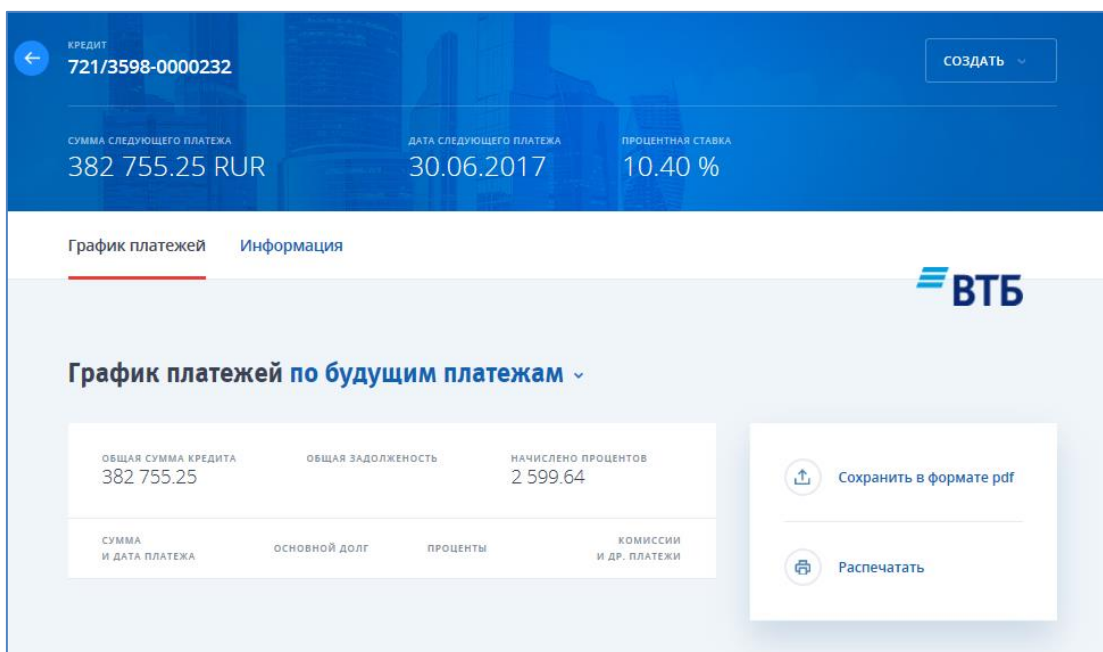 КРЕДИТ
721/3598-0000232
СОЗДАТЬ
СУММА СЛЕДУЮЩЕГО ПЛАТЕЖА
ДАТА СЛЕДУЮЩЕГО ПЛАТЕЖА
ПРОЦЕНТНАЯ СТАВКА
382 755.25 RUR
30.06.2017
10.40 %
График платежей
Информация
ВТБ
График платежей по будущим платежам
ОБЩАЯ СУММА КРЕДИТА
ОБЩАЯ ЗАДОЛЖЕНОСТЬ
НАЧИСЛЕНО ПРОЦЕНТОВ
382 755.25
2 599.64
СУММА
И ДАТА ПЛАТЕЖА
ОСНОВНОЙ ДОЛГ
ПРОЦЕНТЫ
КОМИССИИ
И ДР. ПЛАТЕЖИ
Сохранить в формате pdf
Распечатать